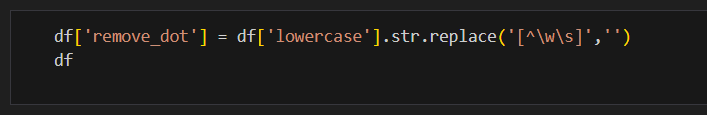 df['remove_dot'] = df['lowercase'].str.replace('[^\w\s]','')
df